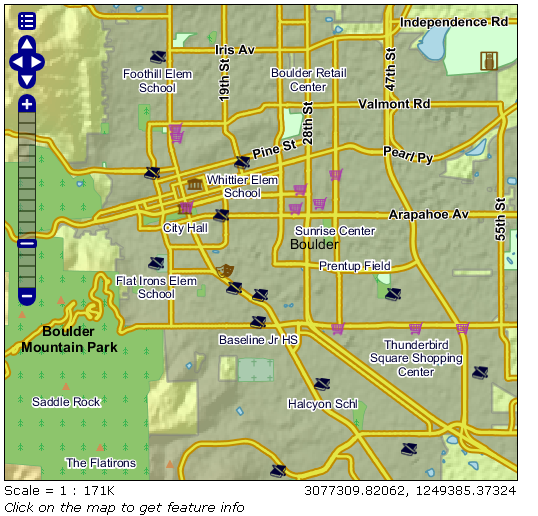 Independence Rd
Iris Av
47th St
Foothill Elem
School
19th St
Boulder Retail
Center
28th St
Valmont Rd
Pine St
Pearl Py
Whittier Elem
School
55th St
Arapahoe Av
City Hall
Sunrise Center
Boulder
Prentup Field
Flat Irons Elem
School
Boulder
Mountain Park
Baseline Jr HS
Thunderbird
Square Shopping
Center
Saddle Rock
Halcyon Schl
The Flatirons
Scale = 1 : 171K
3077309.82062, 1249385.37324
Click on the map to get feature info